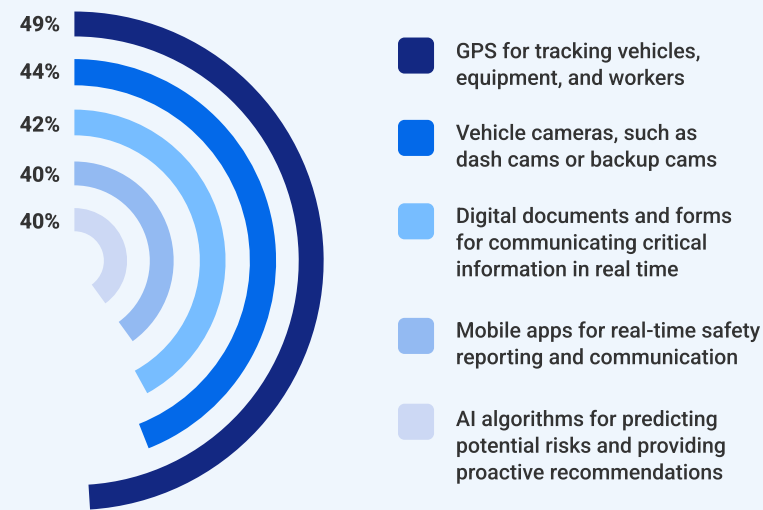 49%
44%
42%
40%
40%
GPS for tracking vehicles,
equipment, and workers
Vehicle cameras, such as
dash cams or backup cams
Digital documents and forms
for communicating critical
information in real time
Mobile apps for real-time safety
reporting and communication
AI algorithms for predicting
potential risks and providing
proactive recommendations